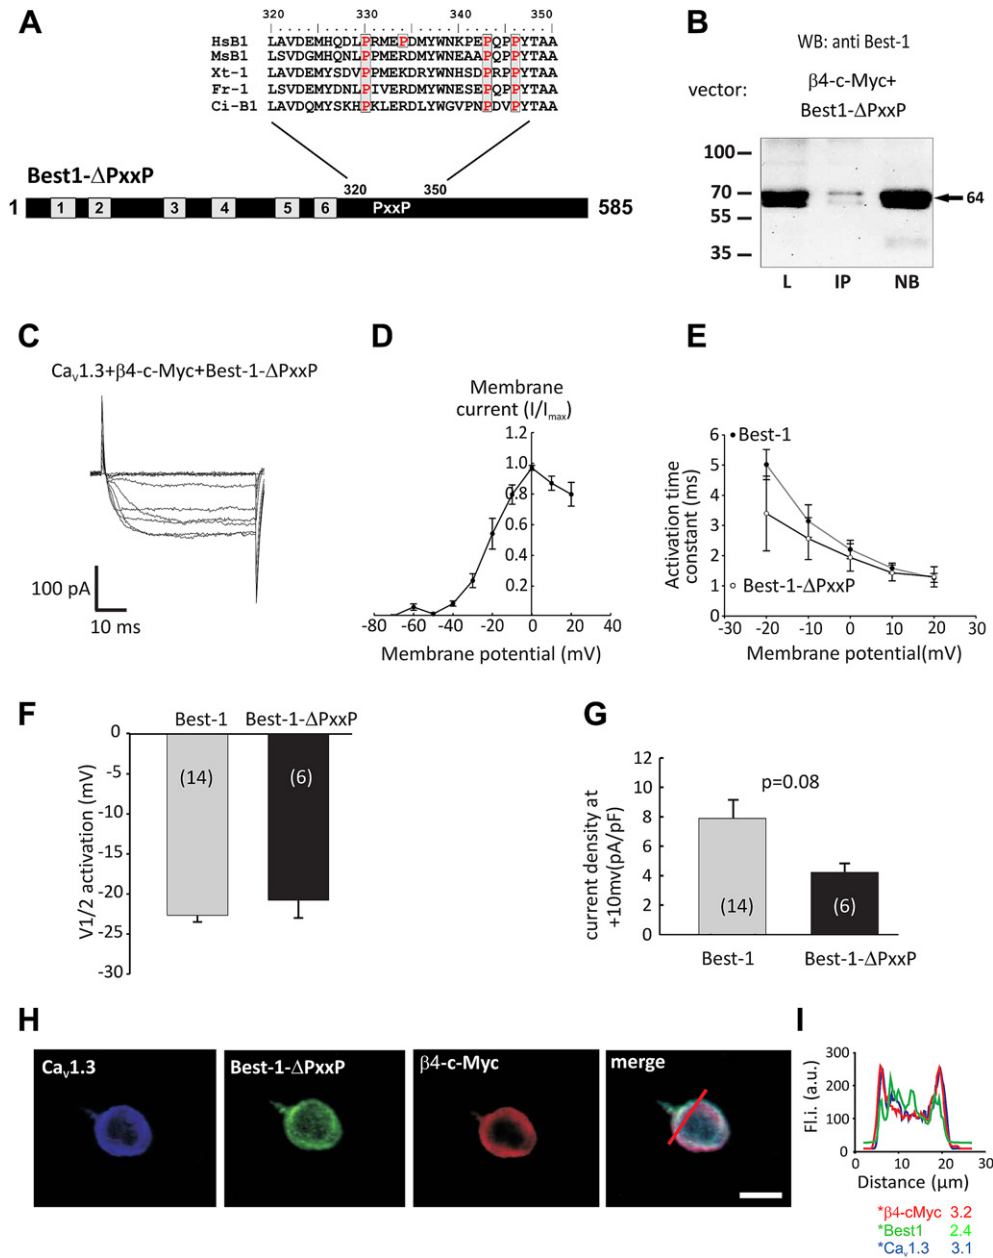 A
320 330 340 350
HsB1 LAVDEMHQDLPRMEPDMYWNKPEPQPPYTAA
MsB1 LSVDGMHQNLPPMEKDMYWNEAAPQPPYTAA
Xt-1 LAVDEMYSDVPPMEKDRYWNHSDPRPPYTAA
Fr-1 LSVDEMYDNLPIVERDMYWNESEPQPPYTAA
Ci-B1 LAVDQMYSKHPKLERDLYWGVPNPDVPYTAA
Best1-ΔPxxP
320 350
1 1 2 3 4 5 6 PxxP 585
B
WB: anti Best-1
vector: β4-c-Myc+
Best1-ΔPxxP
100
70
64
55
35
L IP NB
C
Cav1.3+β4-c-Myc+Best-1-ΔPxxP
100 pA
10 ms
D
Membrane
current (I/Imax)
1.2
1.0
0.8
0.6
0.4
0.2
-80 -60 -40 -20 0 20 40
Membrane potential (mV)
E
Activation time
constant (ms)
6
5
4
3
2
1
0
Best-1
Best-1-ΔPxxP
-30 -20 -10 0 10 20 30
Membrane potential(mV)
F
Best-1 Best-1-ΔPxxP
V1/2 activation (mV)
0
-5
-10
-15
-20
-25
-30
(14) (6)
G
current density at
+10mv(pA/pF)
12
10
8
6
4
2
0
p=0.08
(14) (6)
Best-1 Best-1-ΔPxxP
H
Cav1.3 Best-1-ΔPxxP β4-c-Myc merge
I
Fl.i. (a.u.)
300
200
100
0
0 10 20 30
Distance (μm)
*β4-cMyc 3.2
*Best1 2.4
*Cav1.3 3.1